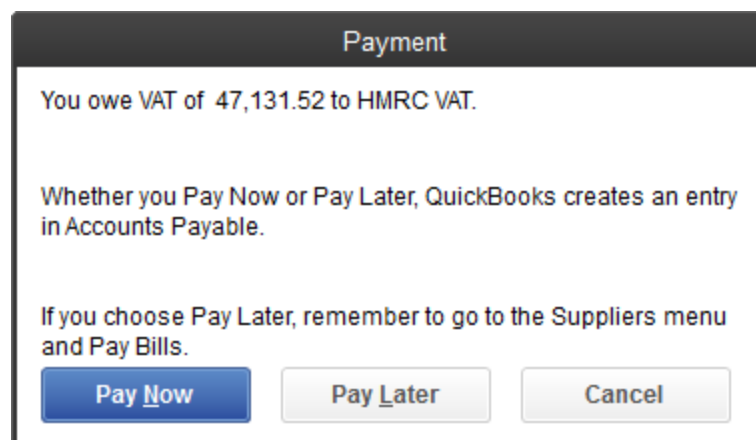 Payment
You owe VAT of 47,131.52 to HMRC VAT.
Whether you Pay Now or Pay Later, QuickBooks creates an entry
in Accounts Payable.
If you choose Pay Later, remember to go to the Suppliers menu
and Pay Bills.
Pay Now Pay Later Cancel